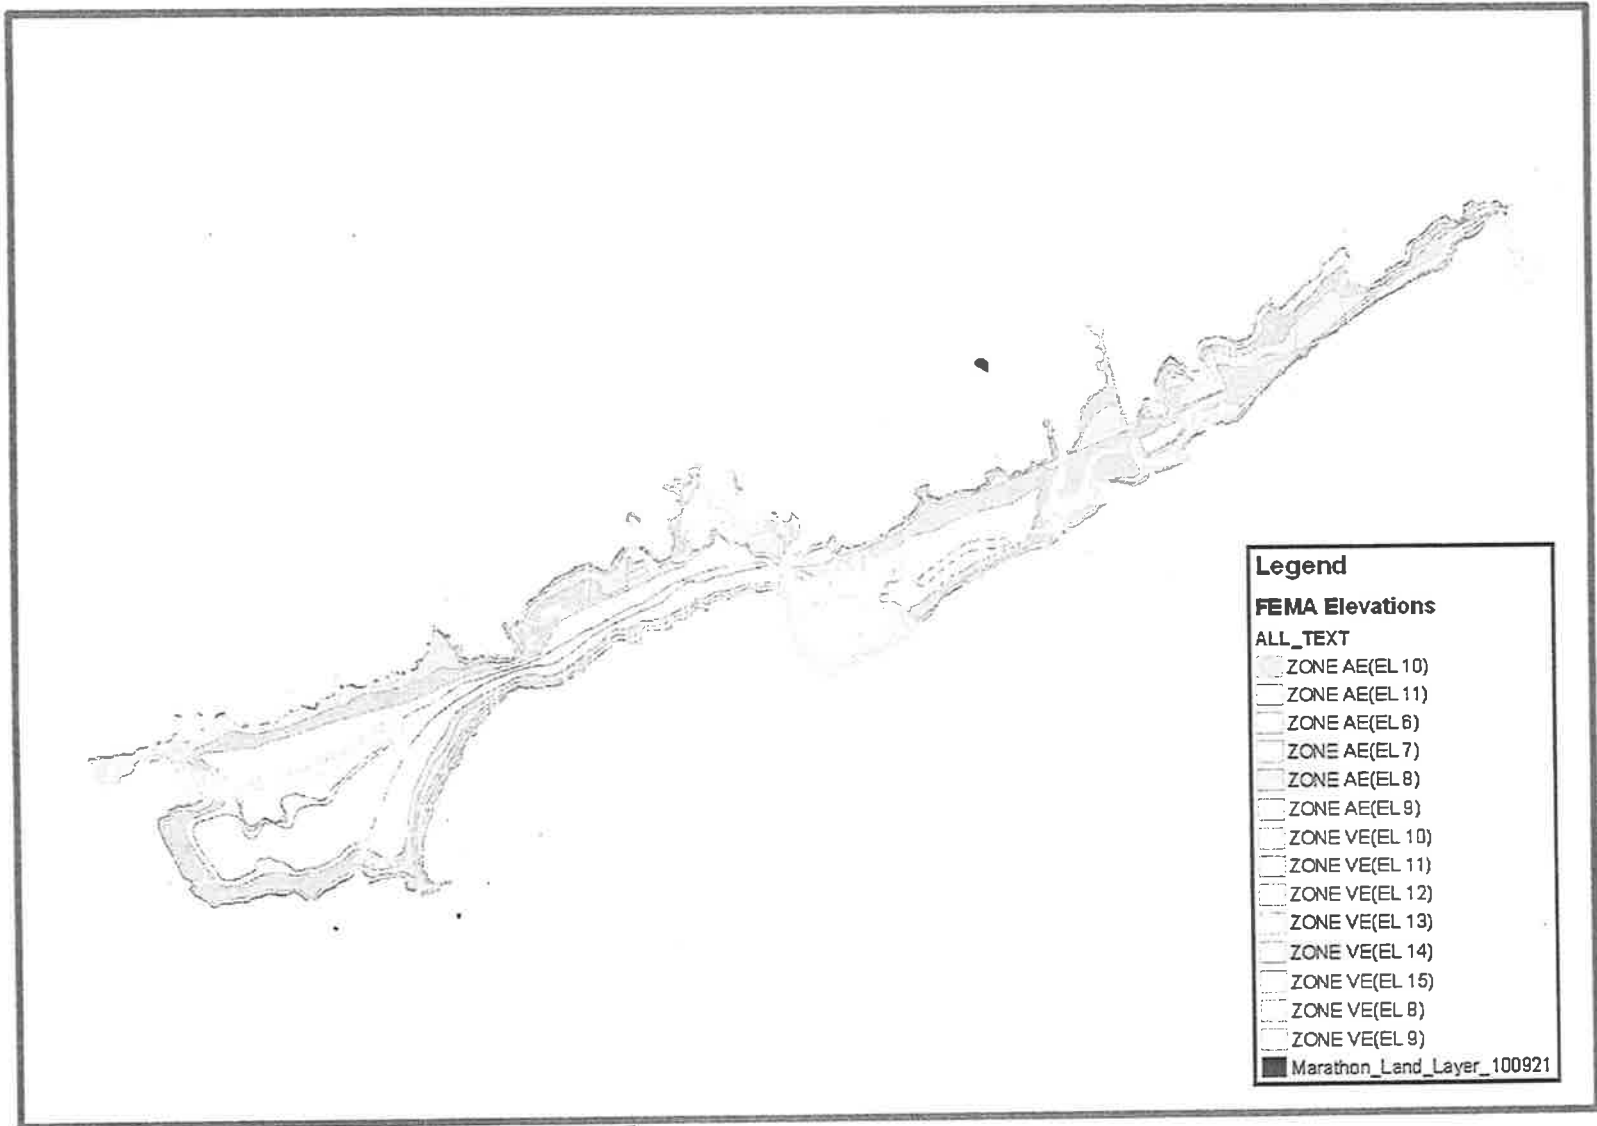 Legend
FEMA Elevations
ALL_TEXT
ZONE AE(EL 10)
ZONE AE(EL 11)
ZONE AE(EL 6)
ZONE AE(EL 7)
ZONE AE(EL 8)
ZONE AE(EL 9)
ZONE VE(EL 10)
ZONE VE(EL 11)
ZONE VE(EL 12)
ZONE VE(EL 13)
ZONE VE(EL 14)
ZONE VE(EL 15)
ZONE VE(EL 8)
ZONE VE(EL 9)
Marathon_Land_Layer_100921